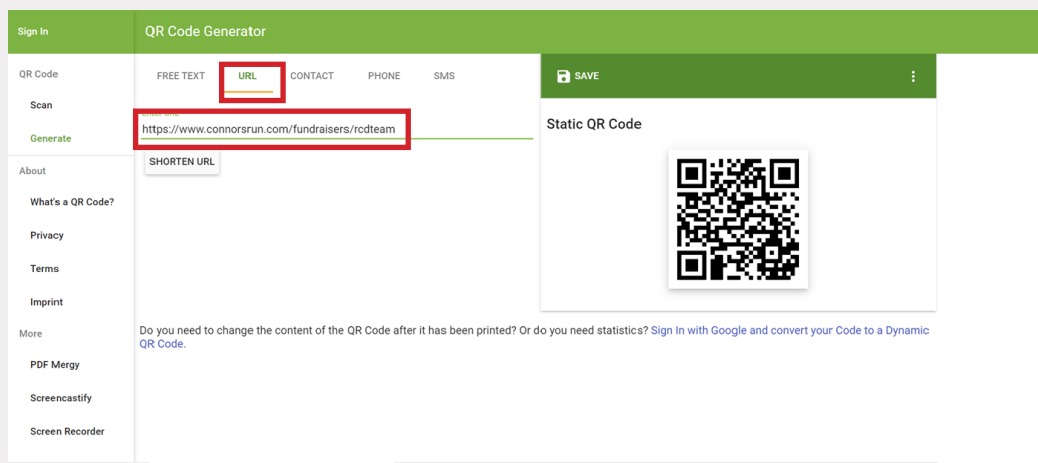 Sign In
QR Code Generator
QR Code
Scan
Generate
About
What's a QR Code?
Privacy
Terms
Imprint
More
PDF Mergy
Screencastify
Screen Recorder
FREE TEXT URL CONTACT PHONE SMS
Enter URL
https://www.connorsrun.com/fundraisers/rcdteam
SHORTEN URL
SAVE
Static QR Code
Do you need to change the content of the QR Code after it has been printed? Or do you need statistics? Sign In with Google and convert your Code to a Dynamic
QR Code.